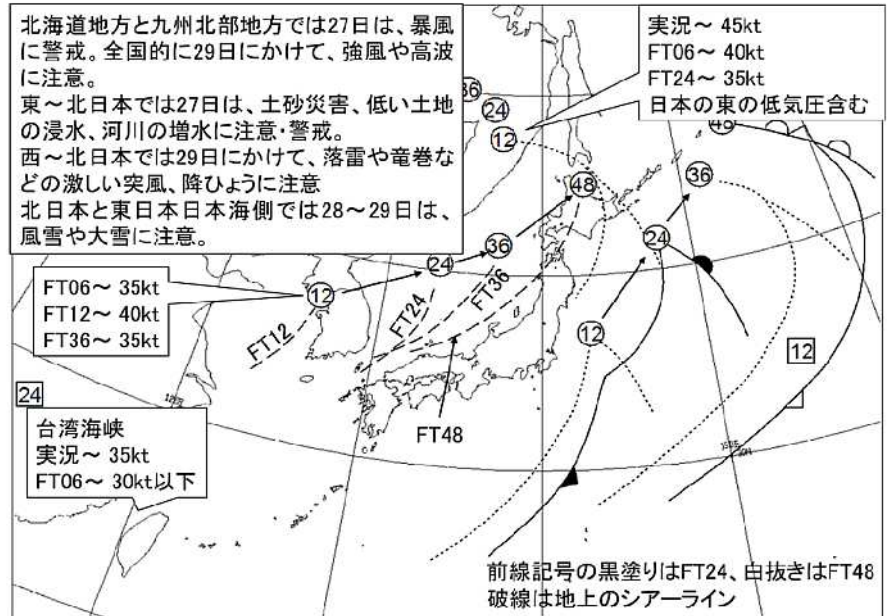 北海道地方と九州北部地方では27日は、暴風
に警戒。全国的に29日にかけて、強風や高波
に注意。
東～北日本では27日は、土砂災害、低い土地
の浸水、河川の増水に注意・警戒。
西～北日本では29日にかけて、落雷や竜巻な
どの激しい突風、降ひょうに注意
北日本と東日本日本海側では28～29日は、
風雪や大雪に注意。
実況～ 45kt
FT06～ 40kt
FT24～ 35kt
日本の東の低気圧含む
36
24
12
48
48
36
24
36
24
12
FT06～ 35kt
FT12～ 40kt
FT36～ 35kt
12
FT12
FT24
FT36
FT48
12
24
台湾海峡
実況～ 35kt
FT06～ 30kt以下
前線記号の黒塗りはFT24、白抜きはFT48
破線は地上のシアーライン